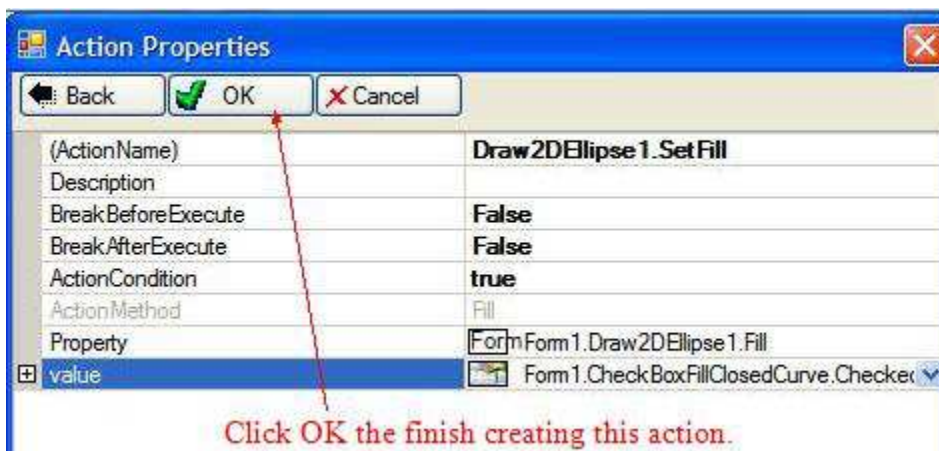 Action Properties
Back OK Cancel
(ActionName) Draw2DEllipse1.SetFill
Description
BreakBeforeExecute False
BreakAfterExecute False
ActionCondition true
ActionMethod Fill
Property Form Form1.Draw2DEllipse1.Fill
value Form1.CheckBoxFillClosedCurve.Checked
Click OK the finish creating this action.